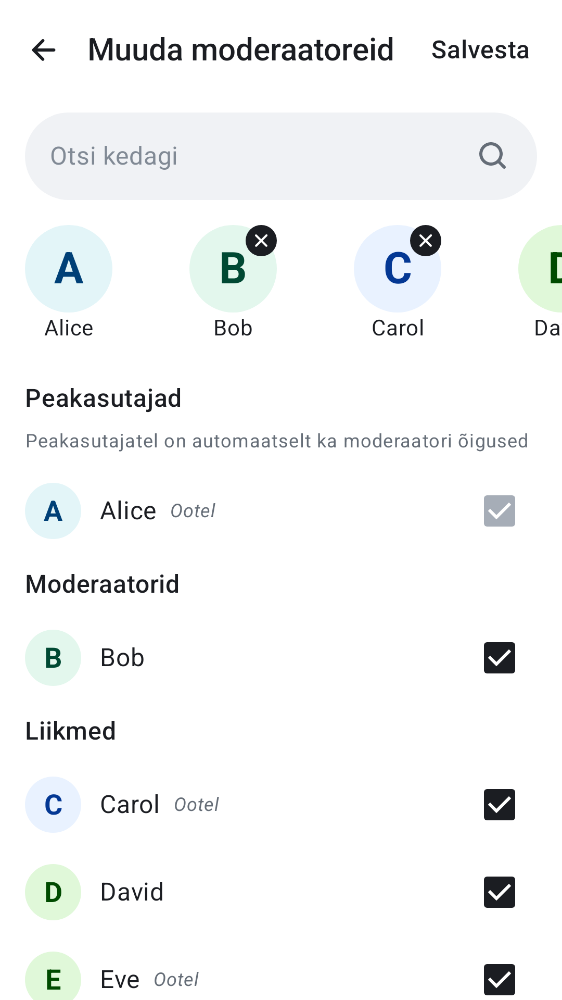 Muuda moderaatoreid Salvesta
Otsi kedagi
A B C D
Alice Bob Carol Da
Peakasutajad
Peakasutajatel on automaatselt ka moderaatori õigused
A Alice Ootel
Moderaatorid
B Bob
Liikmed
C Carol Ootel
D David
E Eve Ootel